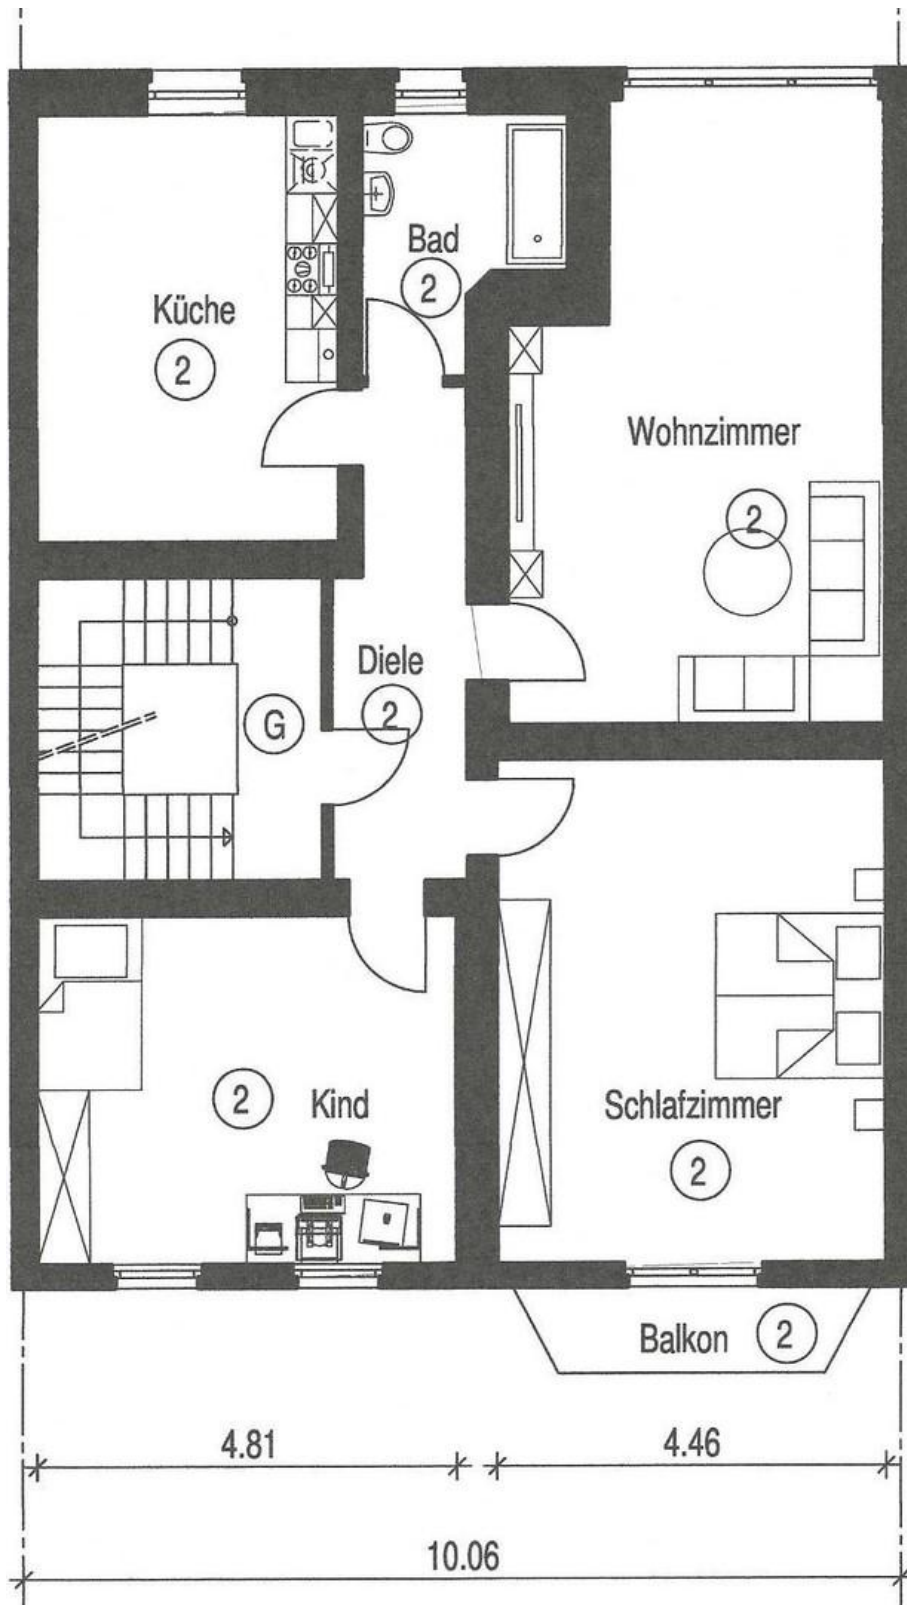 Bad
2
Küche
2
Wohnzimmer
2
Diele
2
G
2
Kind
Schlafzimmer
2
Balkon 2
4.81
4.46
10.06